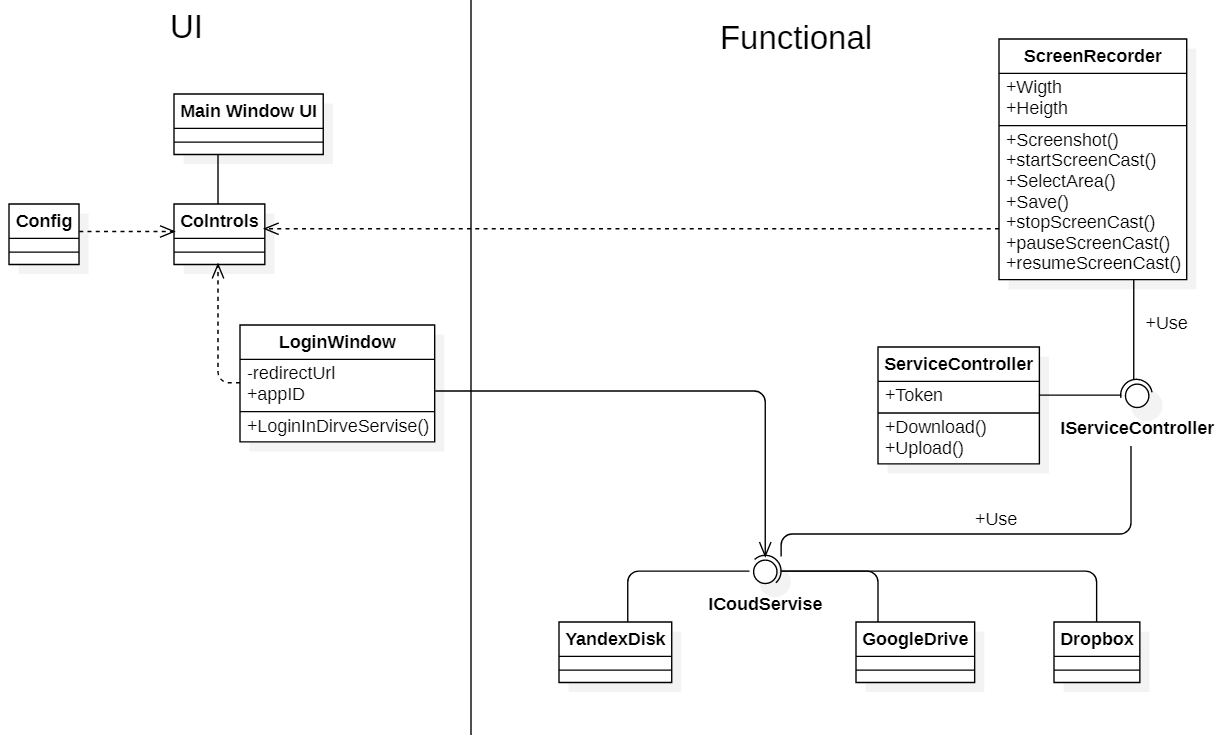 UI
Functional
Main Window UI
Config
Colntrols
LoginWindow
-redirectUrl
+appID
+LoginInDirveServise()
ScreenRecorder
+Wigth
+Heigth
+Screenshot()
+startScreenCast()
+SelectArea()
+Save()
+stopScreenCast()
+pauseScreenCast()
+resumeScreenCast()
+Use
ServiceController
+Token
+Download()
+Upload()
IServiceController
+Use
ICoudServise
YandexDisk
GoogleDrive
Dropbox